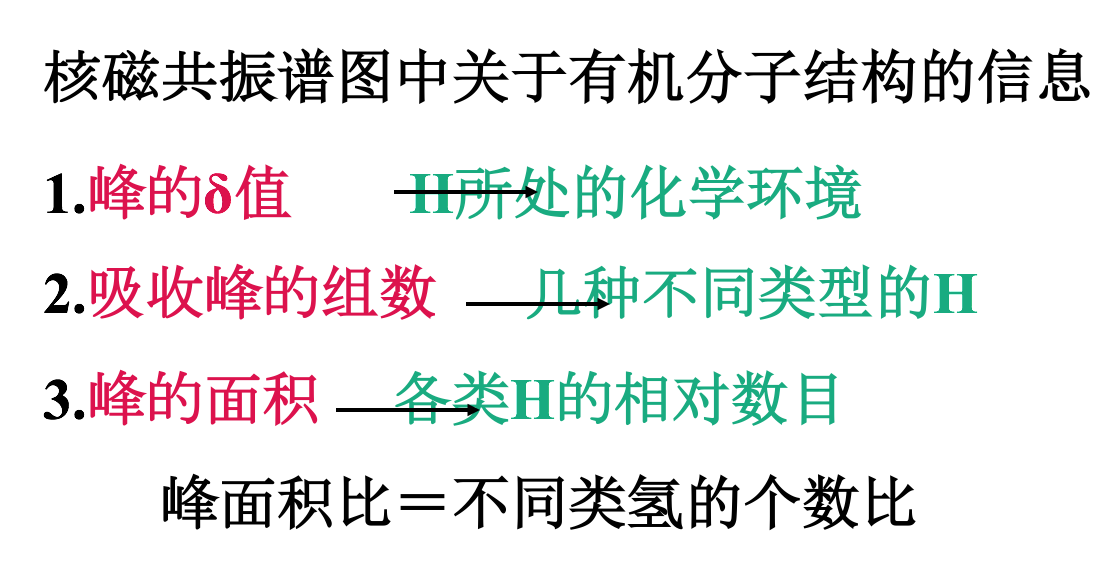 核磁共振谱图中关于有机分子结构的信息
1.峰的δ值 H所处的化学环境
2.吸收峰的组数 几种不同类型的H
3.峰的面积 各类H的相对数目
峰面积比＝不同类氢的个数比